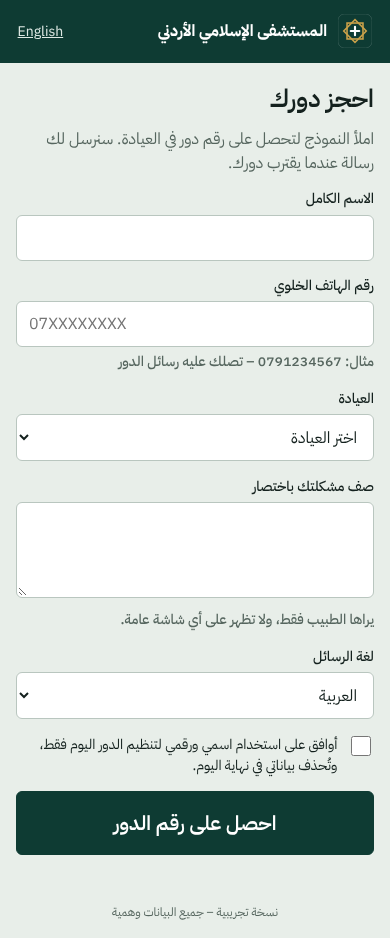 المستشفى الإسلامي الأردني
English
احجز دورك
املأ النموذج لتحصل على رقم دور في العيادة. سنرسل لك
رسالة عندما يقترب دورك.
الاسم الكامل
رقم الهاتف الخلوي
07XXXXXXXX
مثال: 0791234567 – تصلك عليه رسائل الدور
العيادة
اختر العيادة
صف مشكلتك باختصار
يراها الطبيب فقط، ولا تظهر على أي شاشة عامة.
لغة الرسائل
العربية
أوافق على استخدام اسمي ورقمي لتنظيم الدور اليوم فقط،
وتُحذف بياناتي في نهاية اليوم.
احصل على رقم الدور
نسخة تجريبية – جميع البيانات وهمية